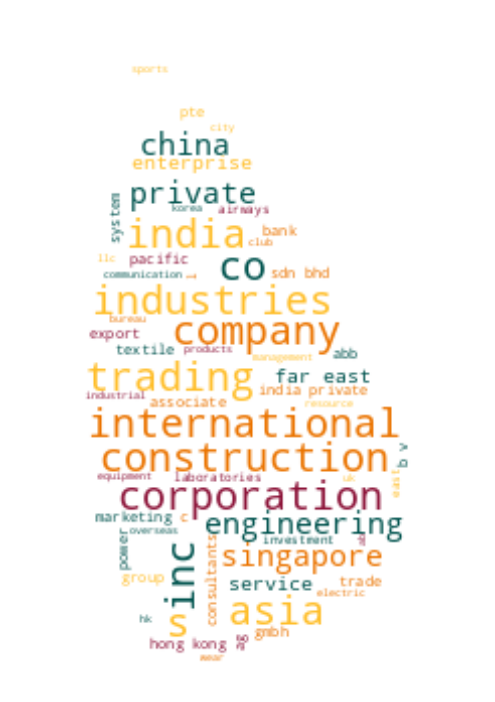 sports
pte
city
china
enterprise
private
system
korea airways
india bank
club
llc pacific
co sdn bhd
communication
industries
bureau
company
export
textile products abb
management
trading far east
india private
industrial associate resource
international
construction
b v
equipment laboratories uk
east
corporation
marketing c
engineering
power overseas investment
singapore
inc
consultants
group service trade
electric
asia
hk s
gmbh
hong kong
wear